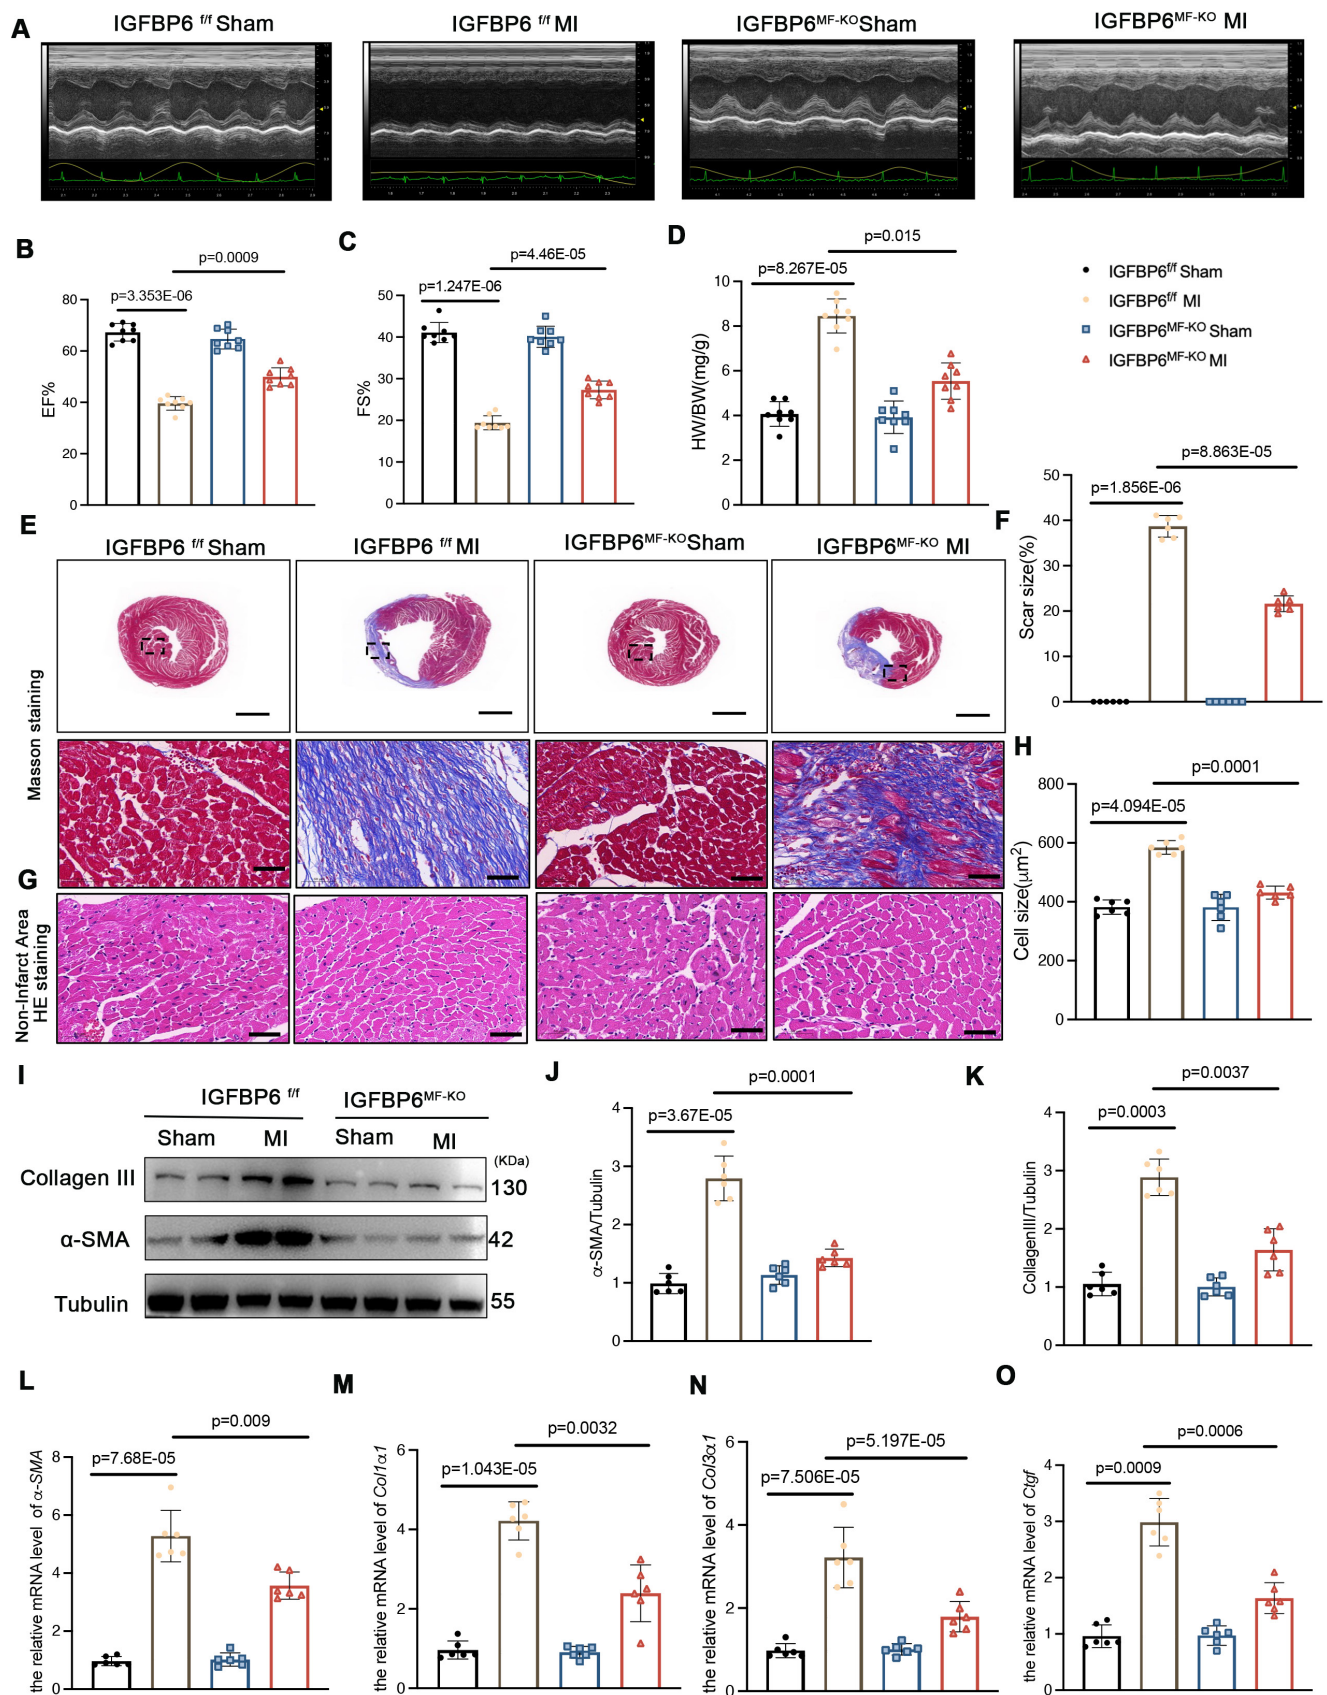 A
IGFBP6 f/f Sham
IGFBP6 f/f MI
IGFBP6MF-KO Sham
IGFBP6MF-KO MI
B
C
D
p=0.0009
p=3.353E-06
EF%
80
60
40
20
0
p=4.46E-05
p=1.247E-06
FS%
50
40
30
20
10
0
p=0.015
p=8.267E-05
HW/BW(mg/g)
10
8
6
4
2
0
IGFBP6f/f Sham
IGFBP6f/f MI
IGFBP6MF-KO Sham
IGFBP6MF-KO MI
E
IGFBP6 f/f Sham
IGFBP6 f/f MI
IGFBP6MF-KO Sham
IGFBP6MF-KO MI
Masson staining
F
p=8.863E-05
p=1.856E-06
Scar size(%)
50
40
30
20
10
0
G
Non-Infarct Area
HE staining
H
p=0.0001
p=4.094E-05
Cell size(μm2)
800
600
400
200
0
I
IGFBP6 f/f
IGFBP6MF-KO
Sham
MI
Sham
MI
(KDa)
Collagen III
130
α-SMA
42
Tubulin
55
J
p=0.0001
p=3.67E-05
α-SMA/Tubulin
4
3
2
1
0
K
p=0.0037
p=0.0003
CollagenIII/Tubulin
4
3
2
1
0
L
p=0.009
p=7.68E-05
the relative mRNA level of α-SMA
8
6
4
2
0
M
p=0.0032
p=1.043E-05
the relative mRNA level of Col1α1
6
4
2
0
N
p=5.197E-05
p=7.506E-05
the relative mRNA level of Col3α1
6
4
2
0
O
p=0.0006
p=0.0009
the relative mRNA level of Ctgf
4
3
2
1
0